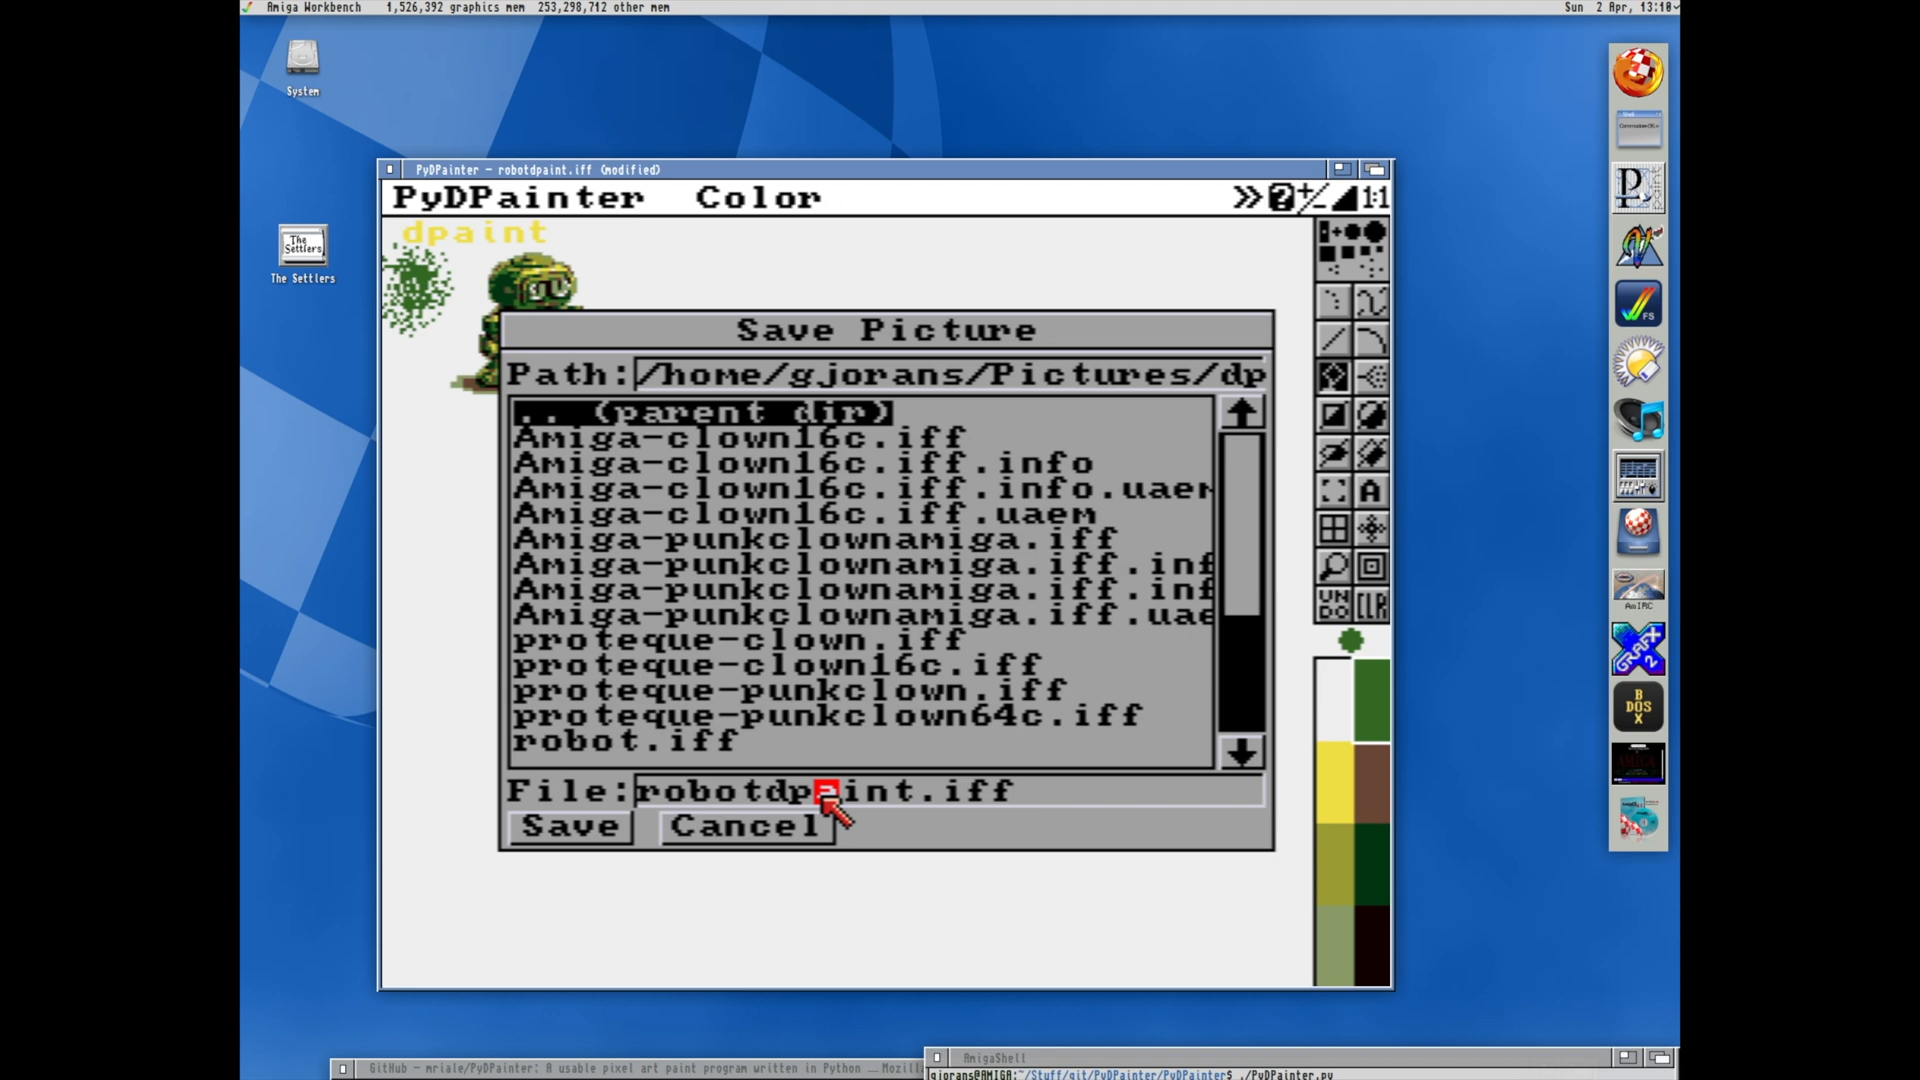 Amiga Workbench 1,526,392 graphics mem 253,298,712 other mem
Sun 2 Apr, 13:10
System
The Settlers
The Settlers
PyDPainter - robotdpaint.iff (modified)
PyDPainter Color
1:1
dpaint
Save Picture
Path:/home/gjorans/Pictures/dp
.. (parent dir)
Amiga-clown16c.iff
Amiga-clown16c.iff.info
Amiga-clown16c.iff.info.uaem
Amiga-clown16c.iff.uaem
Amiga-punkclownamiga.iff
Amiga-punkclownamiga.iff.inf
Amiga-punkclownamiga.iff.inf
Amiga-punkclownamiga.iff.uae
proteque-clown.iff
proteque-clown16c.iff
proteque-punkclown.iff
proteque-punkclown64c.iff
robot.iff
File:robotdpaint.iff
Save Cancel
A
UN
DO
CLR
FS
AmIRC
GRAFX
2
B
DOS
X
GitHub - mriale/PyDPainter: A usable pixel art paint program written in Python — Mozill
AmigaShell
gjorans@AMIGA:~/Stuff/git/PyDPainter/PyDPainter$ ./PyDPainter.py